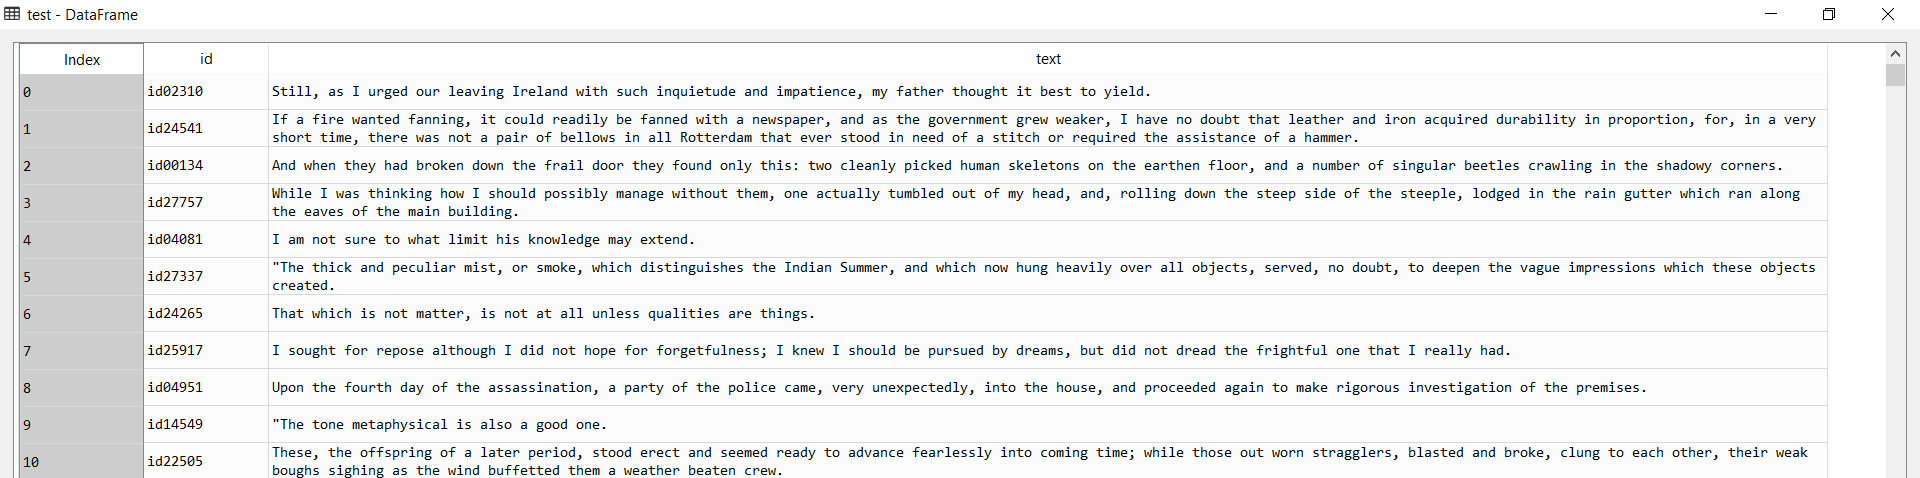 test - DataFrame
Index id text
0 id02310 Still, as I urged our leaving Ireland with such inquietude and impatience, my father thought it best to yield.
1 id24541 If a fire wanted fanning, it could readily be fanned with a newspaper, and as the government grew weaker, I have no doubt that leather and iron acquired durability in proportion, for, in a very
short time, there was not a pair of bellows in all Rotterdam that ever stood in need of a stitch or required the assistance of a hammer.
2 id00134 And when they had broken down the frail door they found only this: two cleanly picked human skeletons on the earthen floor, and a number of singular beetles crawling in the shadowy corners.
3 id27757 While I was thinking how I should possibly manage without them, one actually tumbled out of my head, and, rolling down the steep side of the steeple, lodged in the rain gutter which ran along
the eaves of the main building.
4 id04081 I am not sure to what limit his knowledge may extend.
5 id27337 "The thick and peculiar mist, or smoke, which distinguishes the Indian Summer, and which now hung heavily over all objects, served, no doubt, to deepen the vague impressions which these objects
created.
6 id24265 That which is not matter, is not at all unless qualities are things.
7 id25917 I sought for repose although I did not hope for forgetfulness; I knew I should be pursued by dreams, but did not dread the frightful one that I really had.
8 id04951 Upon the fourth day of the assassination, a party of the police came, very unexpectedly, into the house, and proceeded again to make rigorous investigation of the premises.
9 id14549 "The tone metaphysical is also a good one.
10 id22505 These, the offspring of a later period, stood erect and seemed ready to advance fearlessly into coming time; while those out worn stragglers, blasted and broke, clung to each other, their weak
boughs sighing as the wind buffetted them a weather beaten crew.